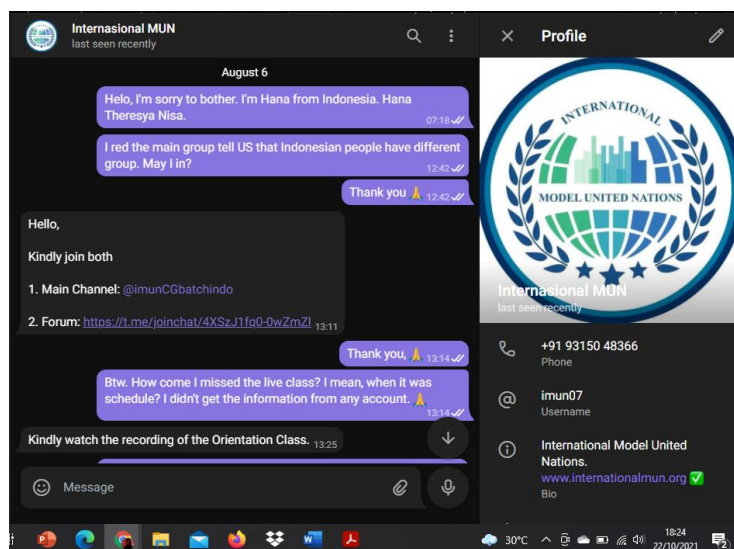 Internasional MUN
last seen recently
August 6
Helo, I'm sorry to bother. I'm Hana from Indonesia. Hana
Theresya Nisa.
07:18
I red the main group tell US that Indonesian people have different
group. May I in?
12:42
Thank you 🙏 12:42
Hello,
Kindly join both
1. Main Channel: @imunCGbatchindo
2. Forum: https://t.me/joinchat/4XSzJ1fq0-0wZmZl 13:11
Thank you, 🙏 13:14
Btw. How come I missed the live class? I mean, when it was
schedule? I didn't get the information from any account. 🙏
13:14
Kindly watch the recording of the Orientation Class. 13:25
Message
Profile
INTERNATIONAL
MODEL UNITED NATIONS
Internasional MUN
last seen recently
+91 93150 48366
Phone
imun07
Username
International Model United
Nations.
www.internationalmun.org ✅
Bio
30°C
18:24
22/10/2021
2